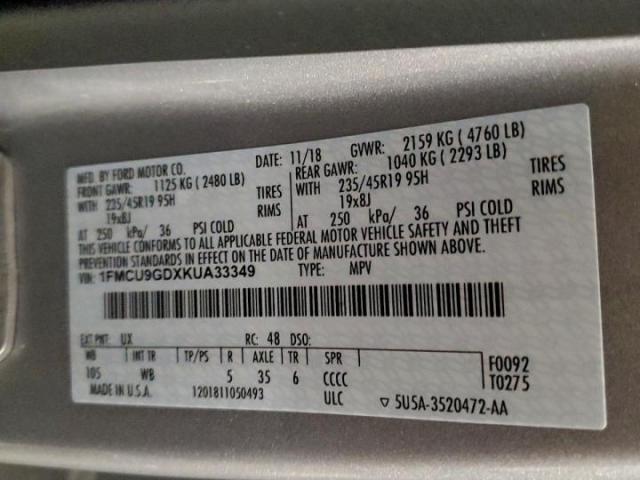 MFD. BY FORD MOTOR CO. DATE: 11/18 GVWR: 2159 KG ( 4760 LB)
FRONT GAWR: 1125 KG ( 2480 LB) REAR GAWR: 1040 KG ( 2293 LB)
WITH 235/45R19 95H TIRES WITH 235/45R19 95H TIRES
19x8J RIMS 19x8J RIMS
AT 250 kPa/ 36 PSI COLD AT 250 kPa/ 36 PSI COLD
THIS VEHICLE CONFORMS TO ALL APPLICABLE FEDERAL MOTOR VEHICLE SAFETY AND THEFT
PREVENTION STANDARDS IN EFFECT ON THE DATE OF MANUFACTURE SHOWN ABOVE.
VIN: 1FMCU9GDXKUA33349 TYPE: MPV
EXT PNT: UX RC: 48 DSO:
WB INT TR TP/PS R AXLE TR SPR F0092
105 WB 5 35 6 CCCC T0275
MADE IN U.S.A. 1201811050493 ULC ▽ 5U5A-3520472-AA